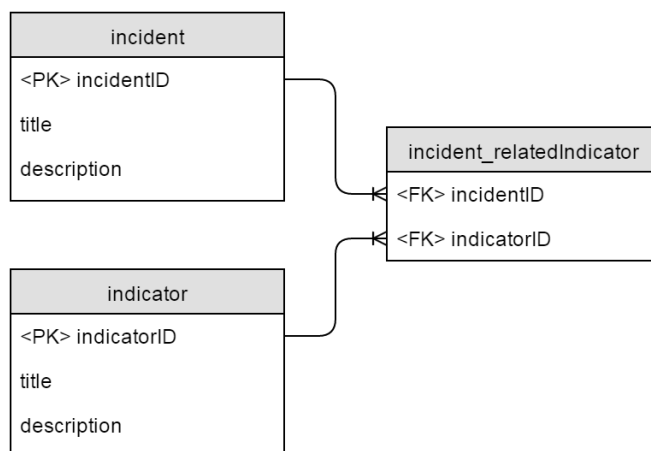 incident
<PK> incidentID
title
description
incident_relatedIndicator
<FK> incidentID
<FK> indicatorID
indicator
<PK> indicatorID
title
description